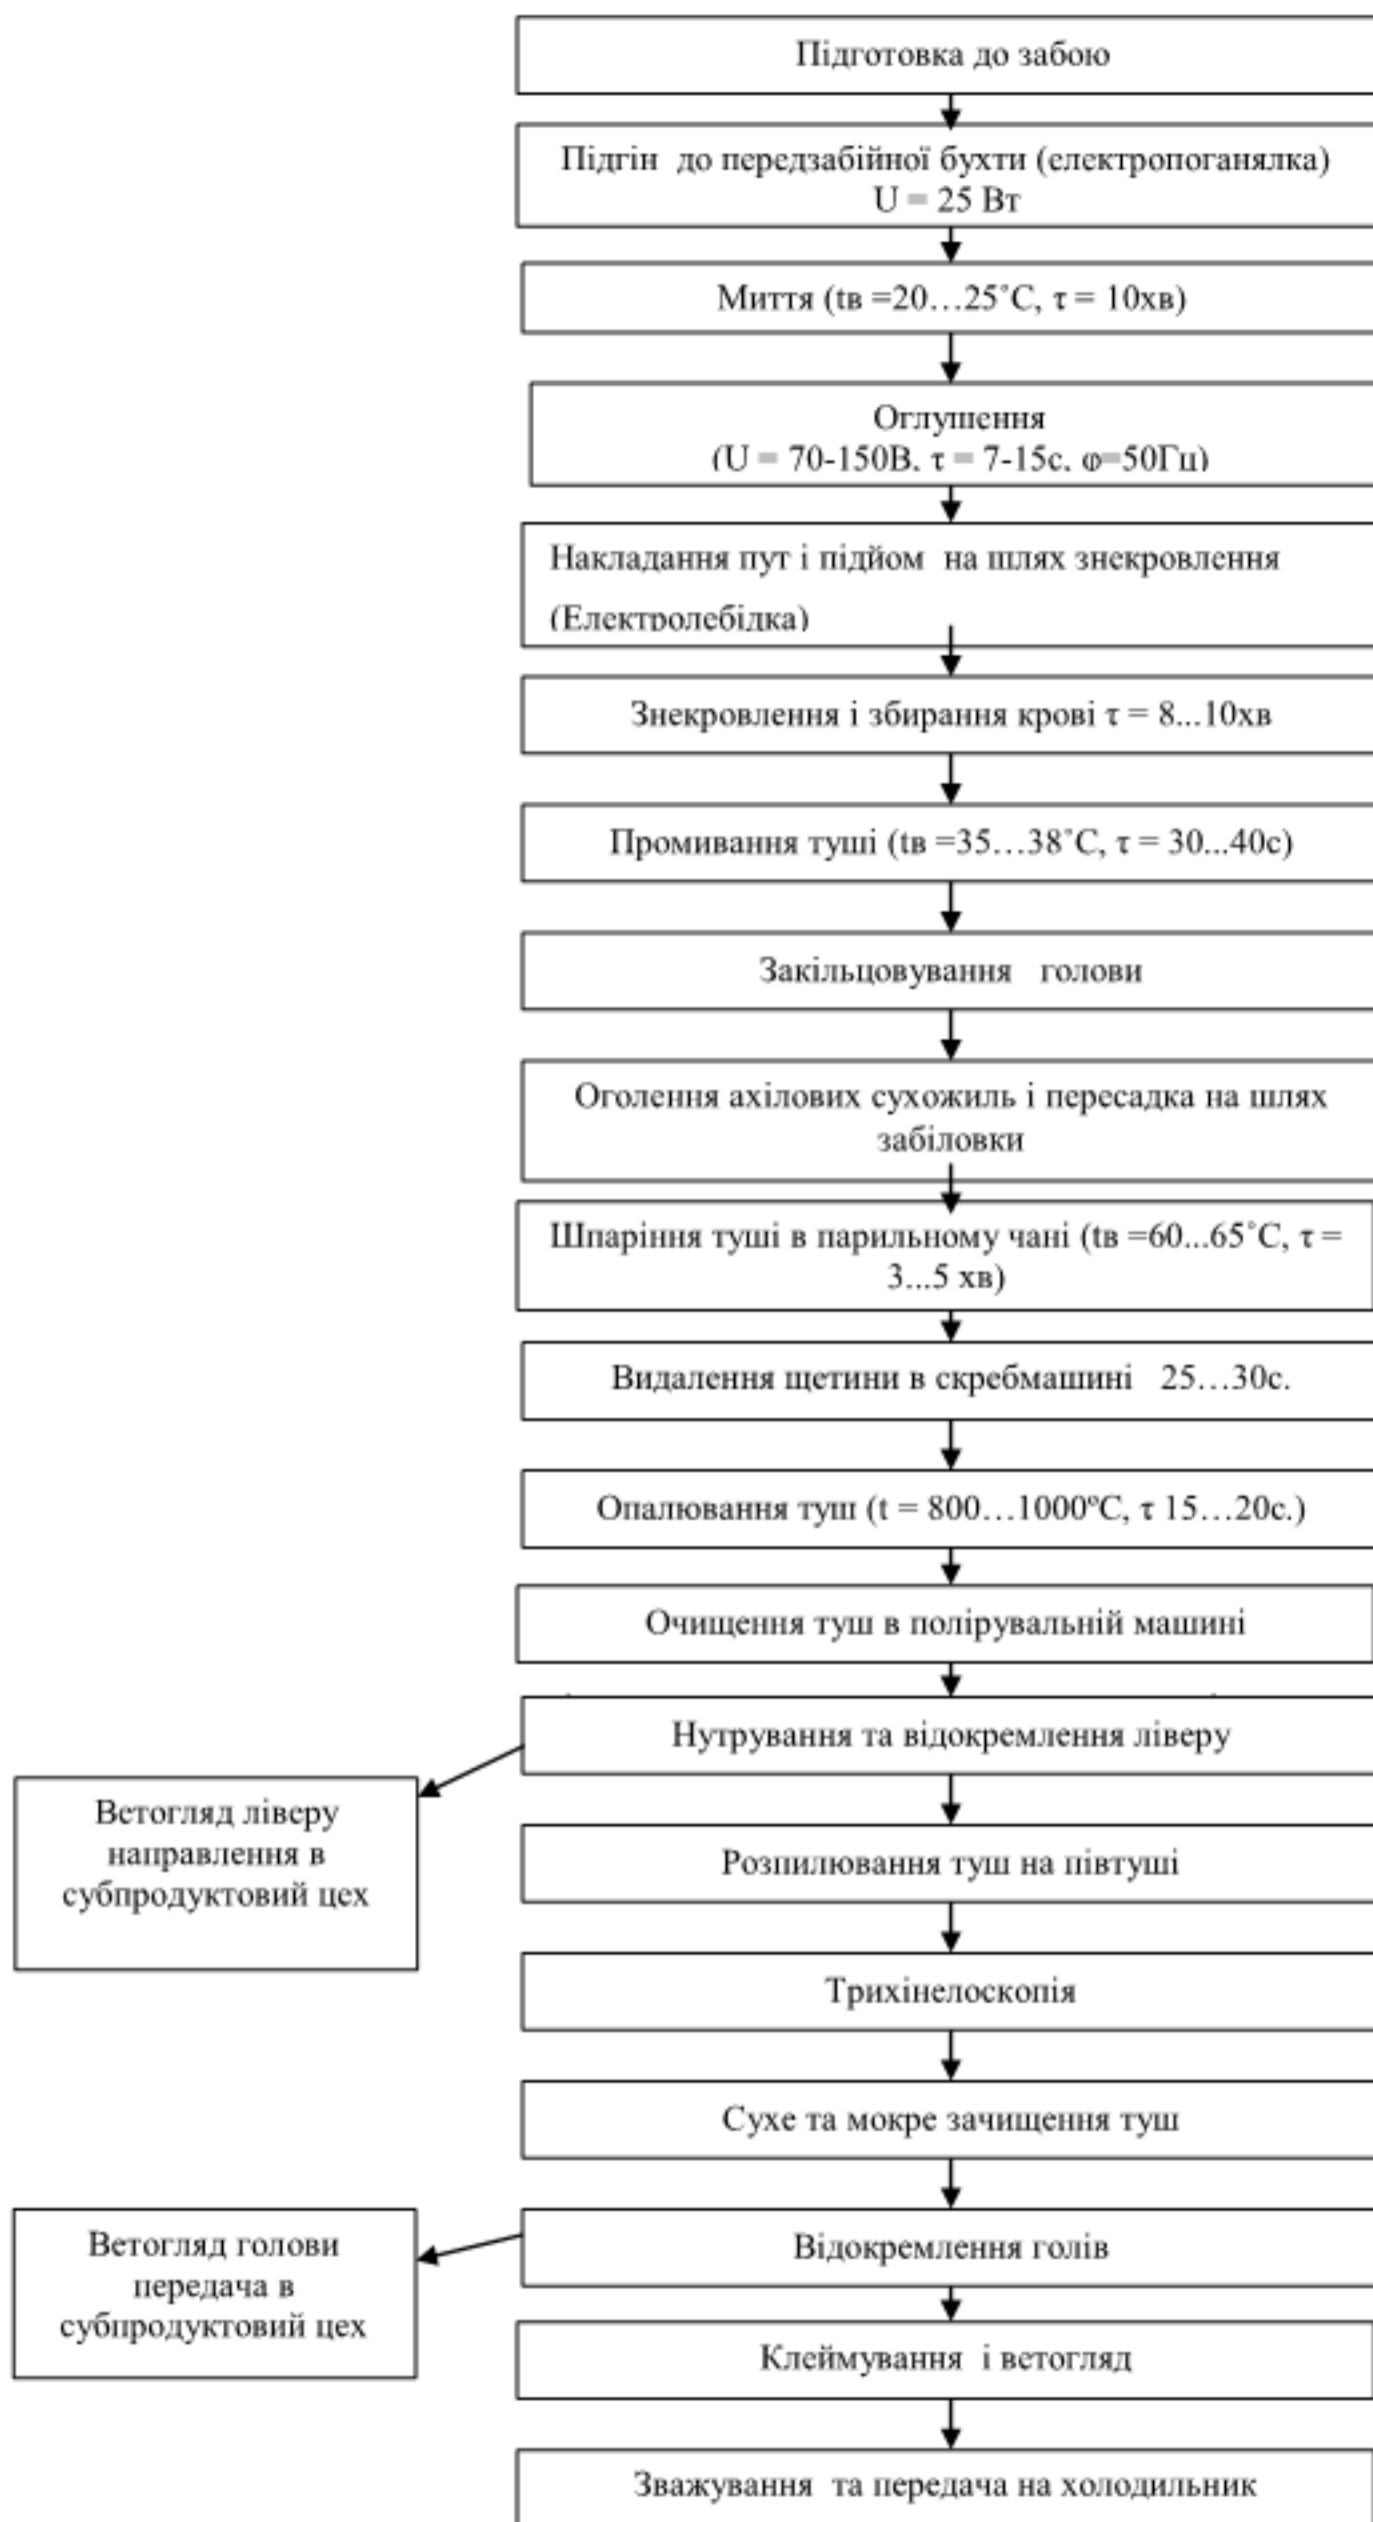 Підготовка до забою
Підгін до передзабійної бухти (електропоганялка)
U = 25 Вт
Миття (tв =20…25˚С, τ = 10хв)
Оглушення
(U = 70-150В, τ = 7-15с, φ=50Гц)
Накладання пут і підйом на шлях знекровлення
(Електролебідка)
Знекровлення і збирання крові τ = 8...10хв
Промивання туші (tв =35…38˚С, τ = 30...40с)
Закільцовування голови
Оголення ахілових сухожиль і пересадка на шлях
забіловки
Шпаріння туші в парильному чані (tв =60...65˚С, τ =
3...5 хв)
Видалення щетини в скребмашині 25…30с.
Опалювання туш (t = 800…1000ºС, τ 15…20с.)
Очищення туш в полірувальній машині
Нутрування та відокремлення ліверу
Ветогляд ліверу
направлення в
субпродуктовий цех
Розпилювання туш на півтуші
Трихінелоскопія
Сухе та мокре зачищення туш
Відокремлення голів
Ветогляд голови
передача в
субпродуктовий цех
Клеймування і ветогляд
Зважування та передача на холодильник